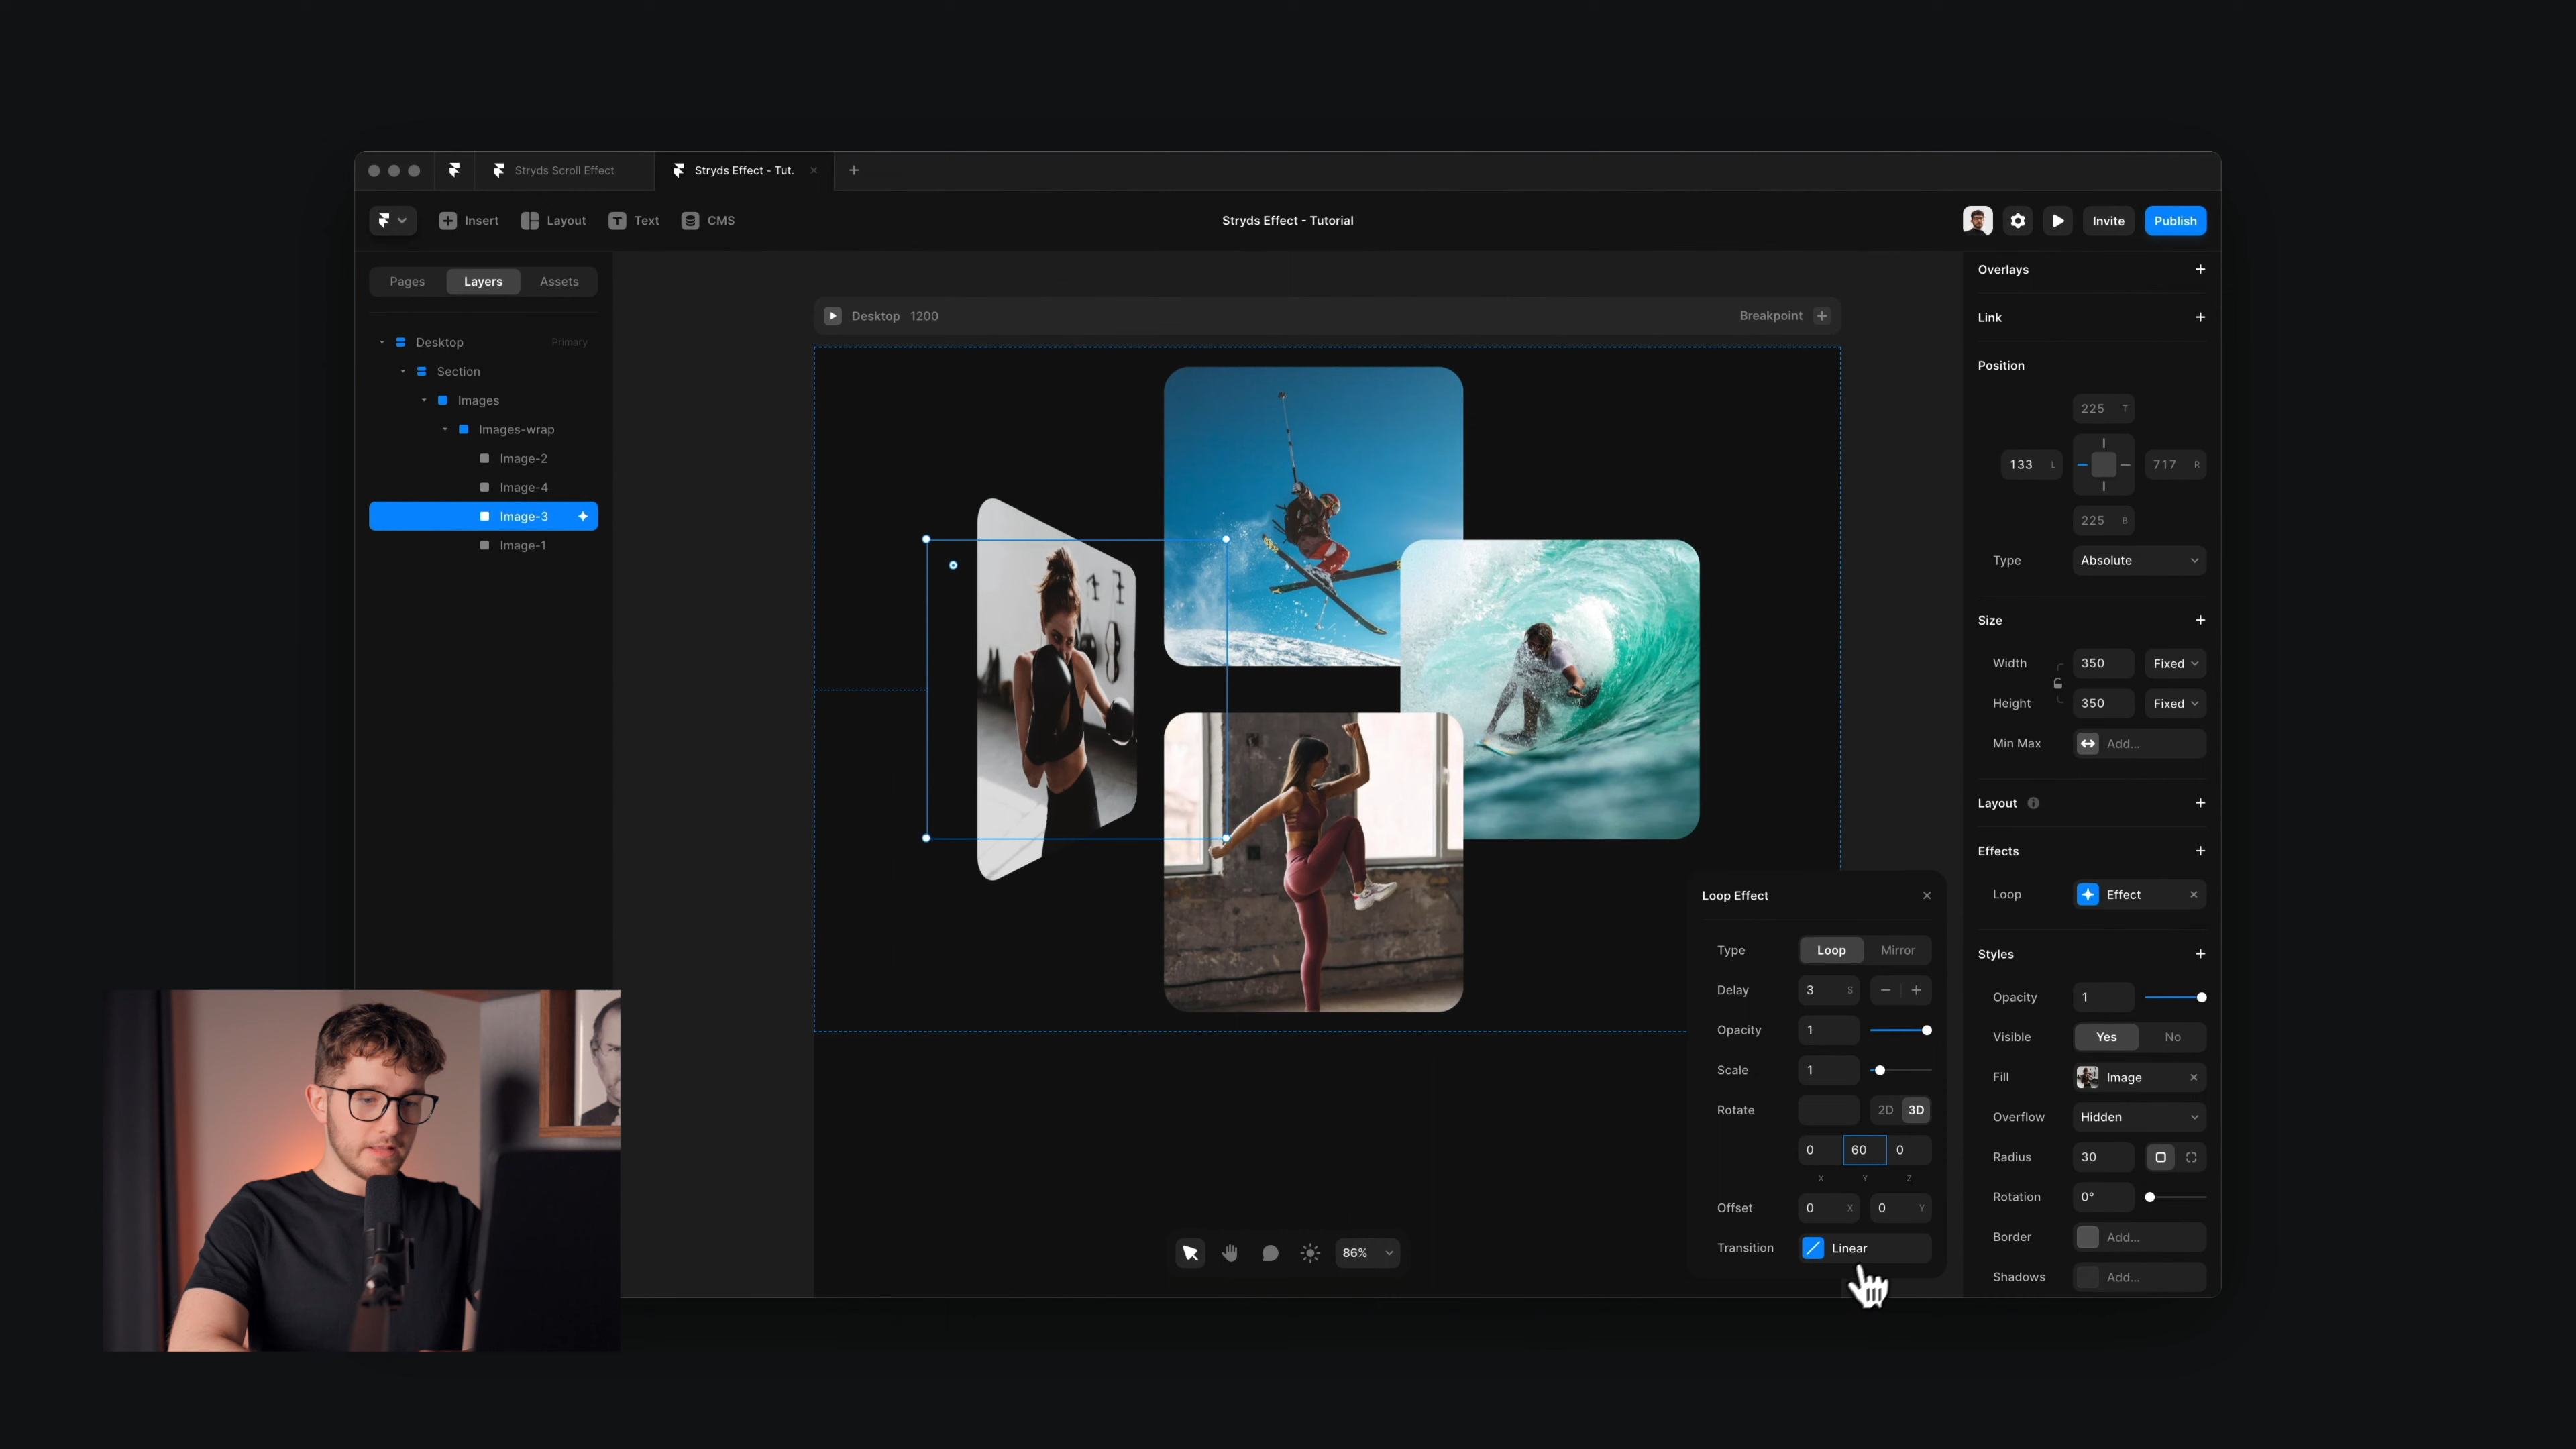 Stryds Scroll Effect
Stryds Effect - Tut.
Insert
Layout
Text
CMS
Stryds Effect - Tutorial
Invite
Publish
Pages
Layers
Assets
Desktop
Primary
Section
Images
Images-wrap
Image-2
Image-4
Image-3
Image-1
Desktop 1200
Breakpoint
11
86%
Loop Effect
Type
Loop
Mirror
Delay
3 S
Opacity
1
Scale
1
Rotate
2D
3D
0
60
0
X
Y
Z
Offset
0 X
0 Y
Transition
Linear
Overlays
Link
Position
225 T
133 L
717 R
225 B
Type
Absolute
Size
Width
350
Fixed
Height
350
Fixed
Min Max
Add...
Layout
Effects
Loop
Effect
Styles
Opacity
1
Visible
Yes
No
Fill
Image
Overflow
Hidden
Radius
30
Rotation
0°
Border
Add...
Shadows
Add...